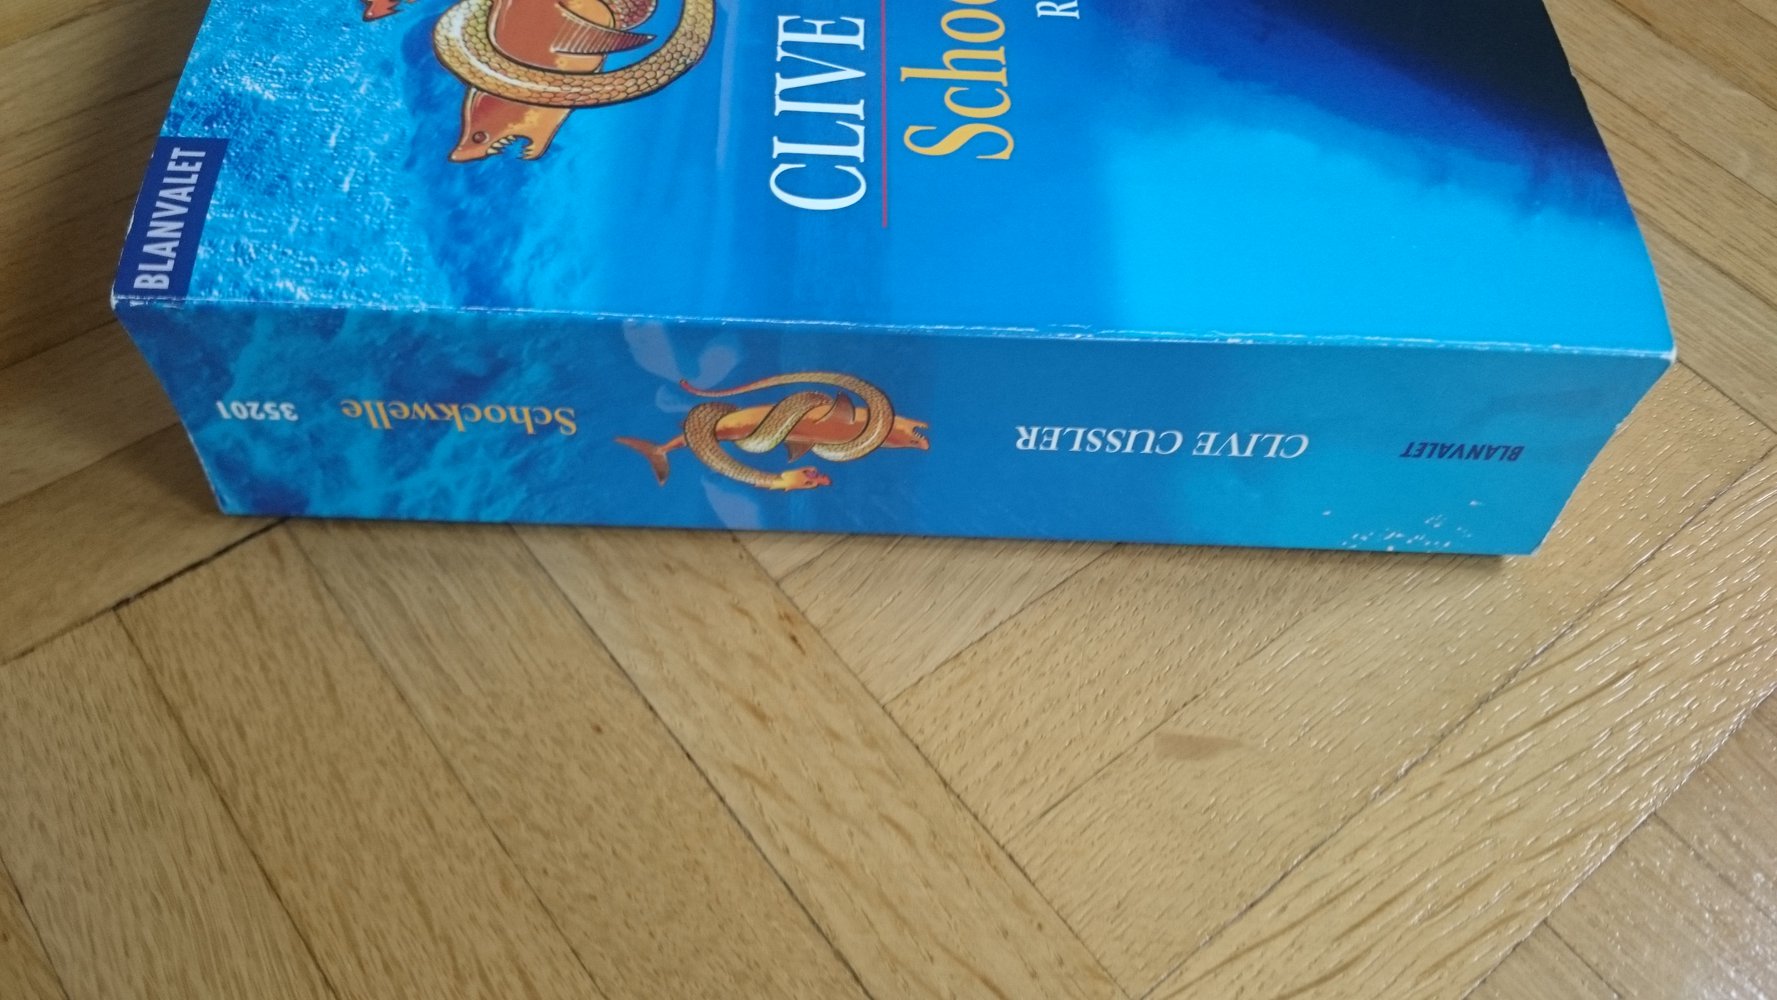 BLANVALET
CLIVE
Schoc
R
35201
Schockwelle
CLIVE CUSSLER
BLANVALET